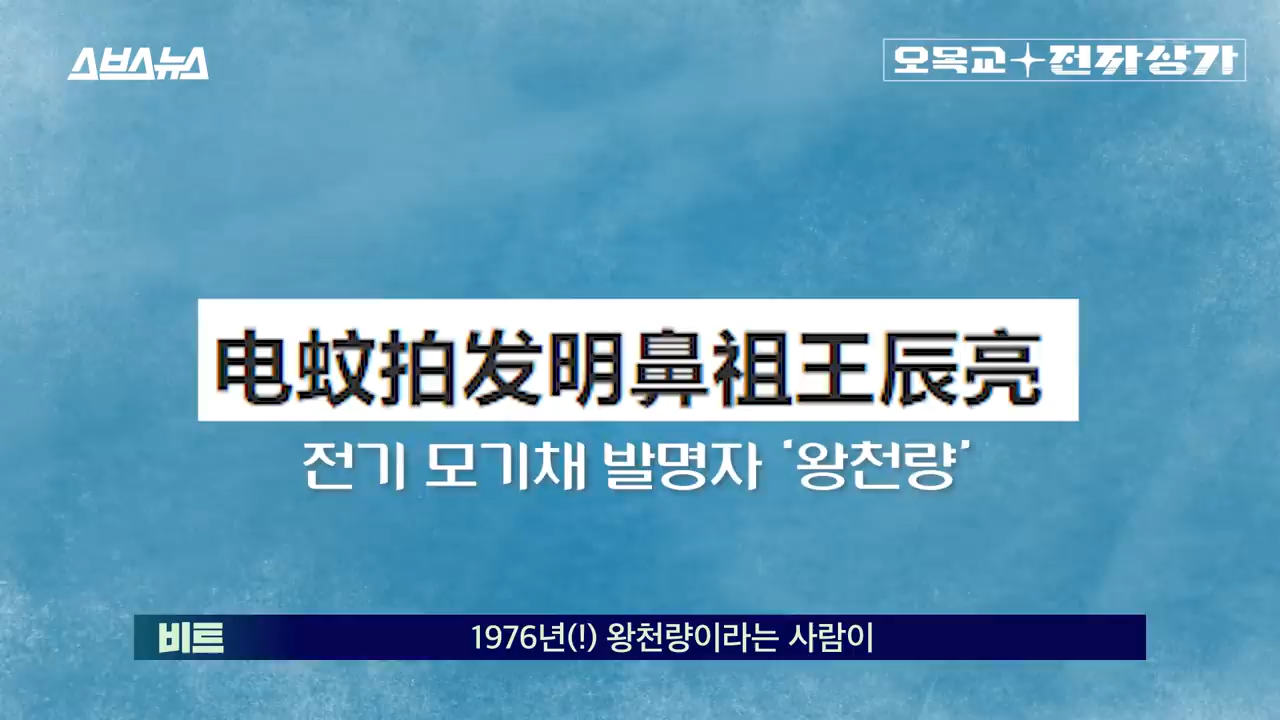 스브스뉴스
오목교 전자상가
电蚊拍发明鼻祖王辰亮
전기 모기채 발명자 '왕천량'
비트
1976년(!) 왕천량이라는 사람이